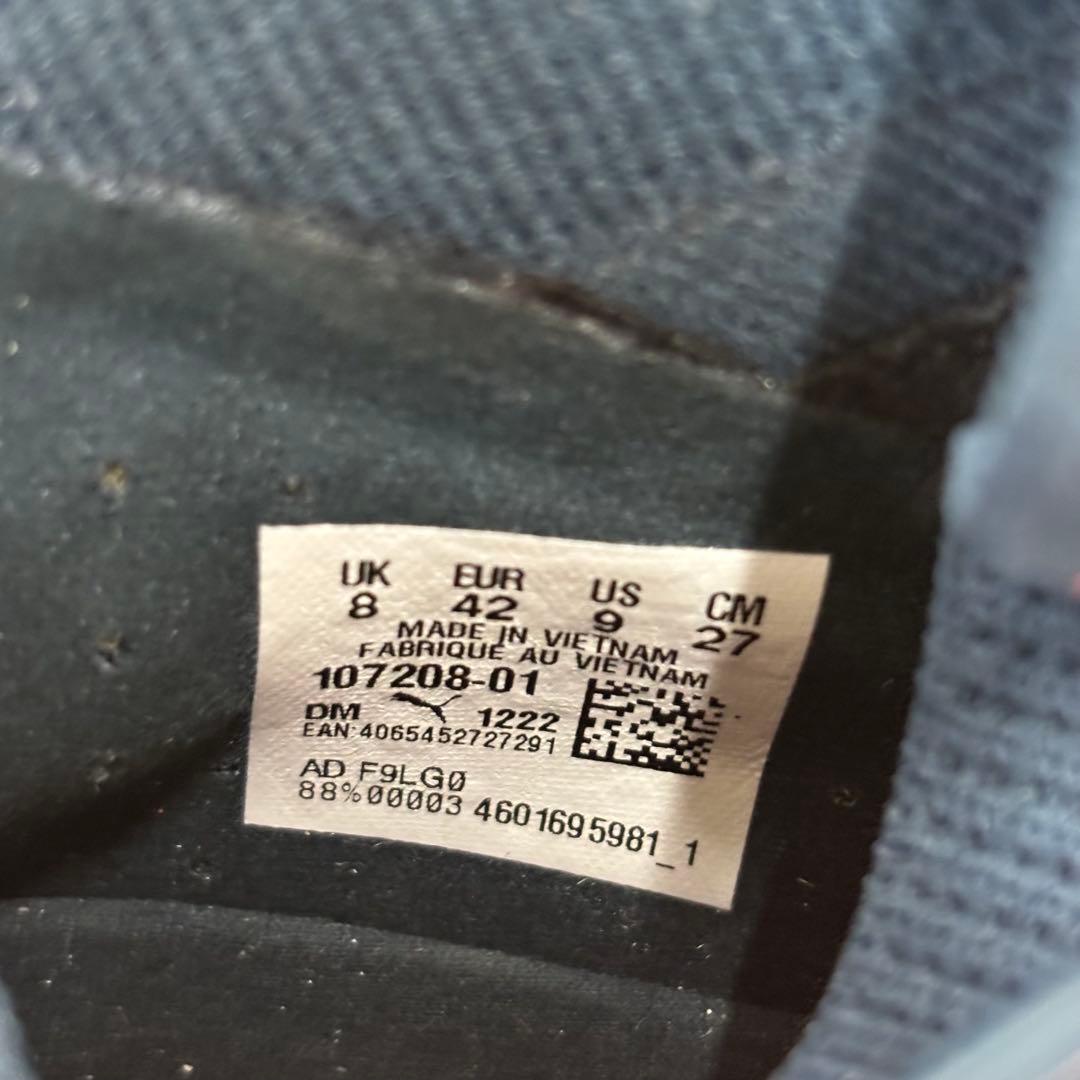 UK EUR US CM
8 42 9 27
MADE IN VIETNAM
FABRIQUE AU VIETNAM
107208-01
DM 1222
EAN:4065452727291
AD F9LG0
88%00003 4601695981_1